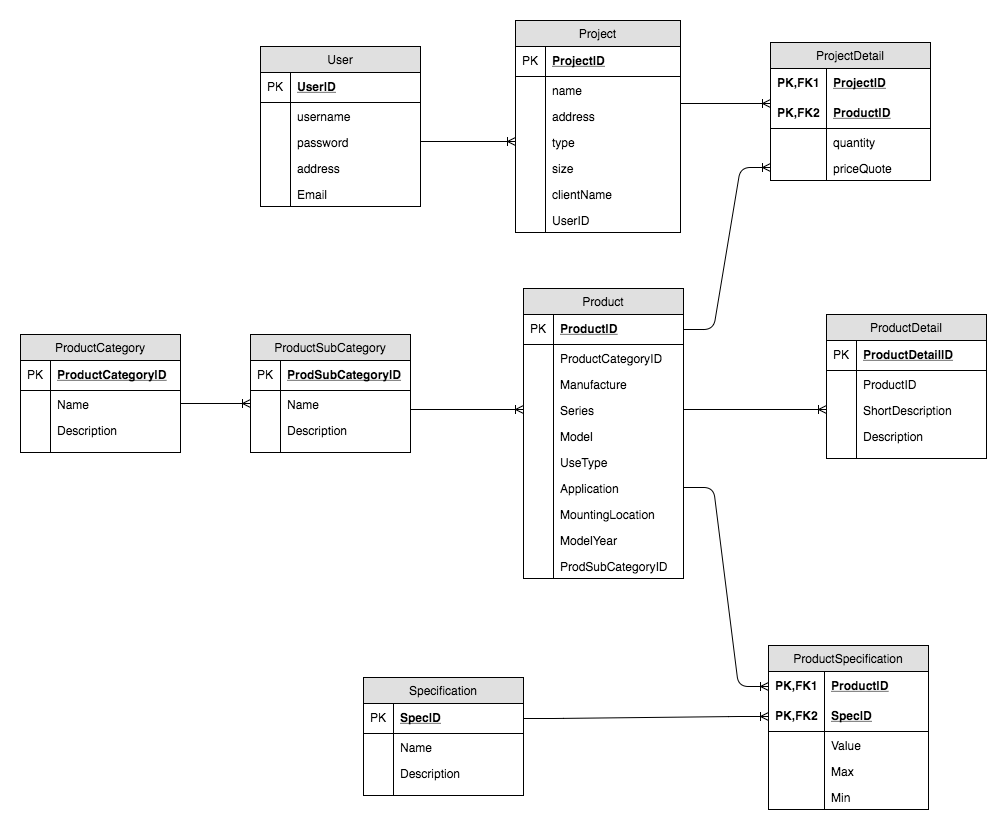 User
PK UserID
username
password
address
Email
Project
PK ProjectID
name
address
type
size
clientName
UserID
ProjectDetail
PK,FK1 ProjectID
PK,FK2 ProductID
quantity
priceQuote
ProductCategory
PK ProductCategoryID
Name
Description
ProductSubCategory
PK ProdSubCategoryID
Name
Description
Product
PK ProductID
ProductCategoryID
Manufacture
Series
Model
UseType
Application
MountingLocation
ModelYear
ProdSubCategoryID
ProductDetail
PK ProductDetailID
ProductID
ShortDescription
Description
Specification
PK SpecID
Name
Description
ProductSpecification
PK,FK1 ProductID
PK,FK2 SpecID
Value
Max
Min